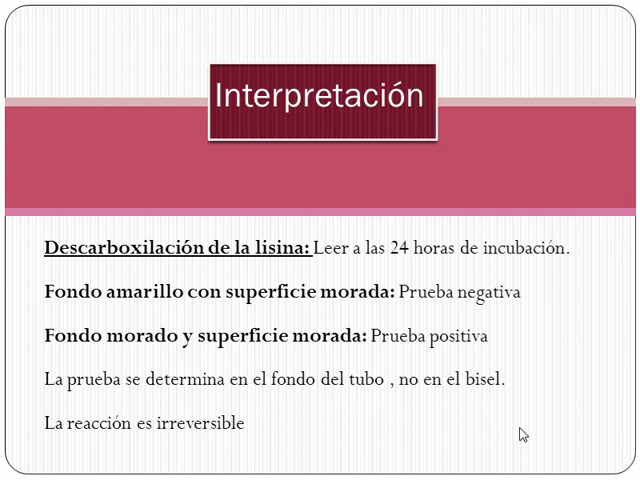 Interpretación
Descarboxilación de la lisina: Leer a las 24 horas de incubación.
Fondo amarillo con superficie morada: Prueba negativa
Fondo morado y superficie morada: Prueba positiva
La prueba se determina en el fondo del tubo , no en el bisel.
La reacción es irreversible